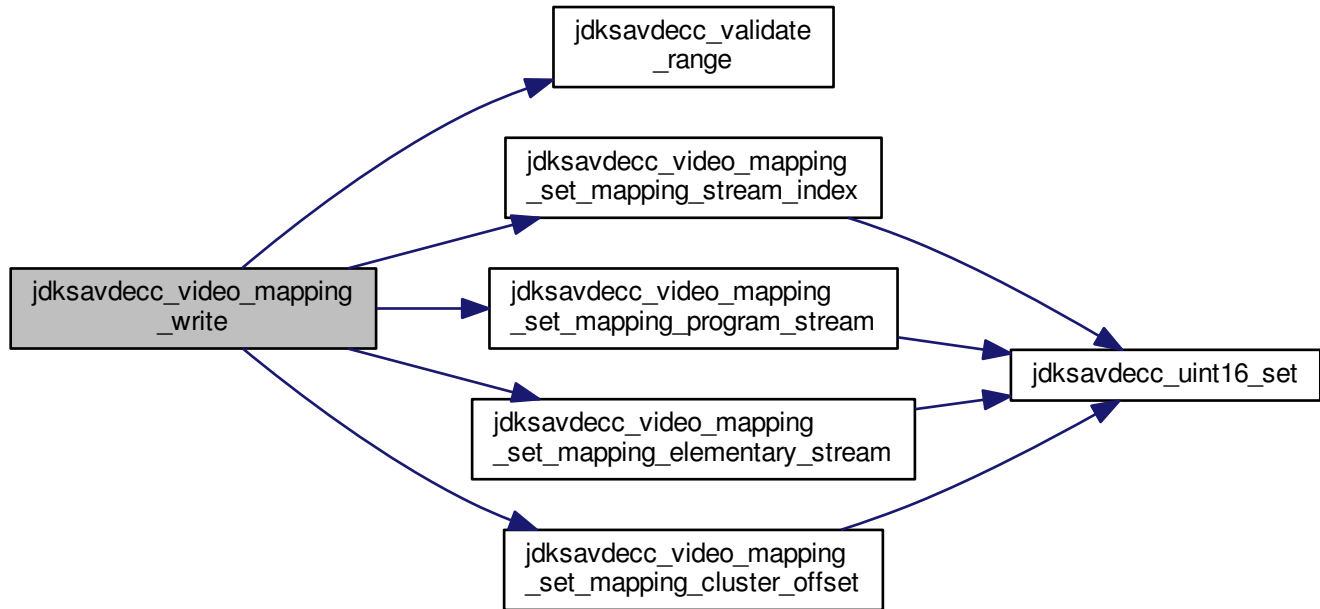 jdksavdecc_validate
_range
jdksavdecc_video_mapping
_set_mapping_stream_index
jdksavdecc_video_mapping
_write
jdksavdecc_video_mapping
_set_mapping_program_stream
jdksavdecc_uint16_set
jdksavdecc_video_mapping
_set_mapping_elementary_stream
jdksavdecc_video_mapping
_set_mapping_cluster_offset